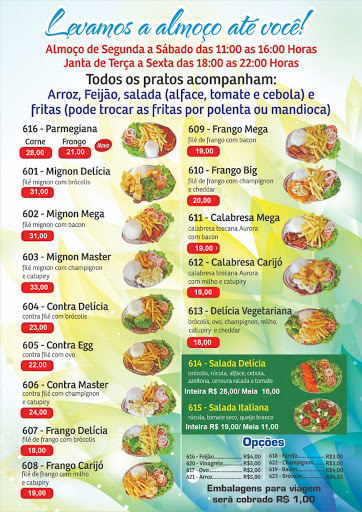 Levamos a almoço até você!
Almoço de Segunda a Sábado das 11:00 as 16:00 Horas
Janta de Terça a Sexta das 18:00 as 22:00 Horas
Todos os pratos acompanham:
Arroz, Feijão, salada (alface, tomate e cebola) e
fritas (pode trocar as fritas por polenta ou mandioca)
616 - Parmegiana
Carne Frango
28,00 21,00 Novo
601 - Mignon Delícia
filé mignon com brócolis
31,00
602 - Mignon Mega
filé mignon com bacon
31,00
603 - Mignon Master
filé mignon com champignon
e catupiry
33,00
604 - Contra Delícia
contra filé com brócolis
23,00
605 - Contra Egg
contra filé com ovo
22,00
606 - Contra Master
contra filé com champignon
e catupiry
24,00
607 - Frango Delícia
filé de frango com brócolis
18,00
608 - Frango Carijó
filé de frango com milho
e catupiry
19,00
609 - Frango Mega
filé de frango com bacon
19,00
610 - Frango Big
filé de frango com champignon
e cheddar
20,00
611 - Calabresa Mega
calabresa toscana Aurora
com bacon
19,00
612 - Calabresa Carijó
calabresa toscana Aurora
com milho e catupiry
19,00
613 - Delícia Vegetariana
brócolis, ovo, champignon, milho,
catupiry e cheddar
18,00
614 - Salada Delícia
brócolis, rúcula, alface, cebola,
azeitona, cenoura ralada e tomate
Inteira R$ 28,00/ Meia 16,00
615 - Salada Italiana
rúcula, tomate seco, queijo branco
Inteira R$ 19,00/ Meia 11,00
Opções
616 - Feijão R$4,00 618 - Farofa R$3,00
620 - Vinagrete R$4,00 622 - Champignon R$
617 - Ovo R$2,00 619 - Bacon R$
621 - Arroz R$ 623 - Brócolis R$
Embalagens para viagem
será cobrado R$ 1,00